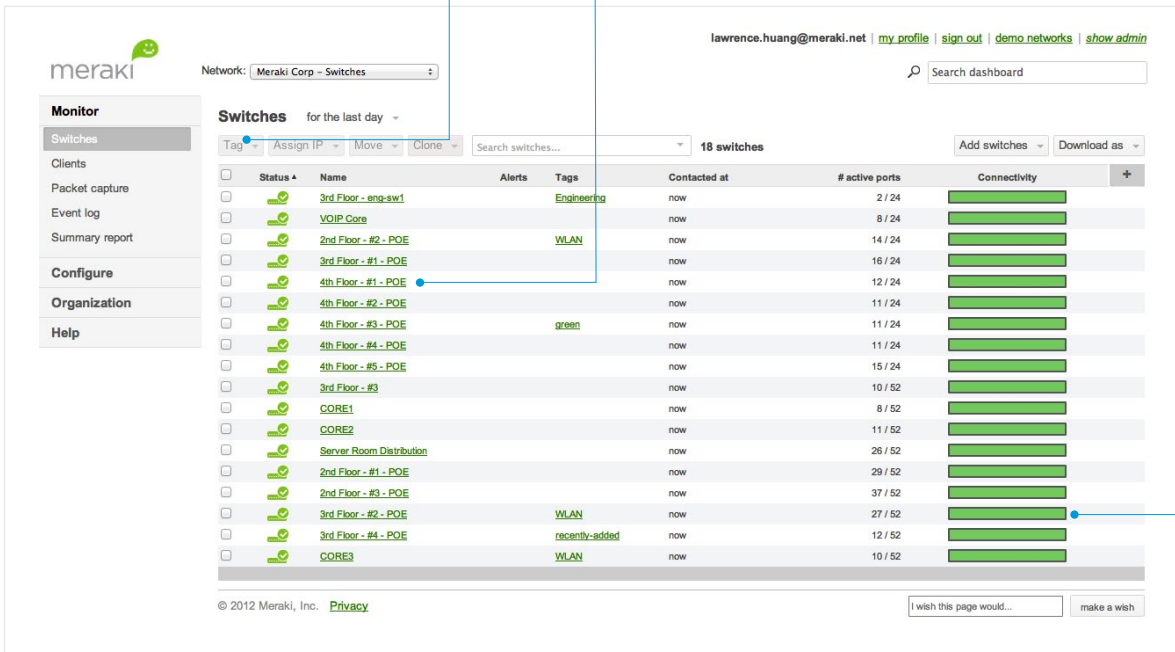 lawrence.huang@meraki.net | my profile | sign out | demo networks | show admin
meraki
Network: Meraki Corp – Switches
Search dashboard
Monitor
Switches
Clients
Packet capture
Event log
Summary report
Configure
Organization
Help
Switches for the last day
Tag Assign IP Move Clone Search switches... 18 switches Add switches Download as
Status Name Alerts Tags Contacted at # active ports Connectivity +
3rd Floor - eng-sw1 Engineering now 2 / 24
VOIP Core now 8 / 24
2nd Floor - #2 - POE WLAN now 14 / 24
3rd Floor - #1 - POE now 16 / 24
4th Floor - #1 - POE now 12 / 24
4th Floor - #2 - POE now 11 / 24
4th Floor - #3 - POE green now 11 / 24
4th Floor - #4 - POE now 11 / 24
4th Floor - #5 - POE now 15 / 24
3rd Floor - #3 now 10 / 52
CORE1 now 8 / 52
CORE2 now 11 / 52
Server Room Distribution now 26 / 52
2nd Floor - #1 - POE now 29 / 52
2nd Floor - #3 - POE now 37 / 52
3rd Floor - #2 - POE WLAN now 27 / 52
3rd Floor - #4 - POE recently-added now 12 / 52
CORE3 WLAN now 10 / 52
© 2012 Meraki, Inc. Privacy
I wish this page would... make a wish